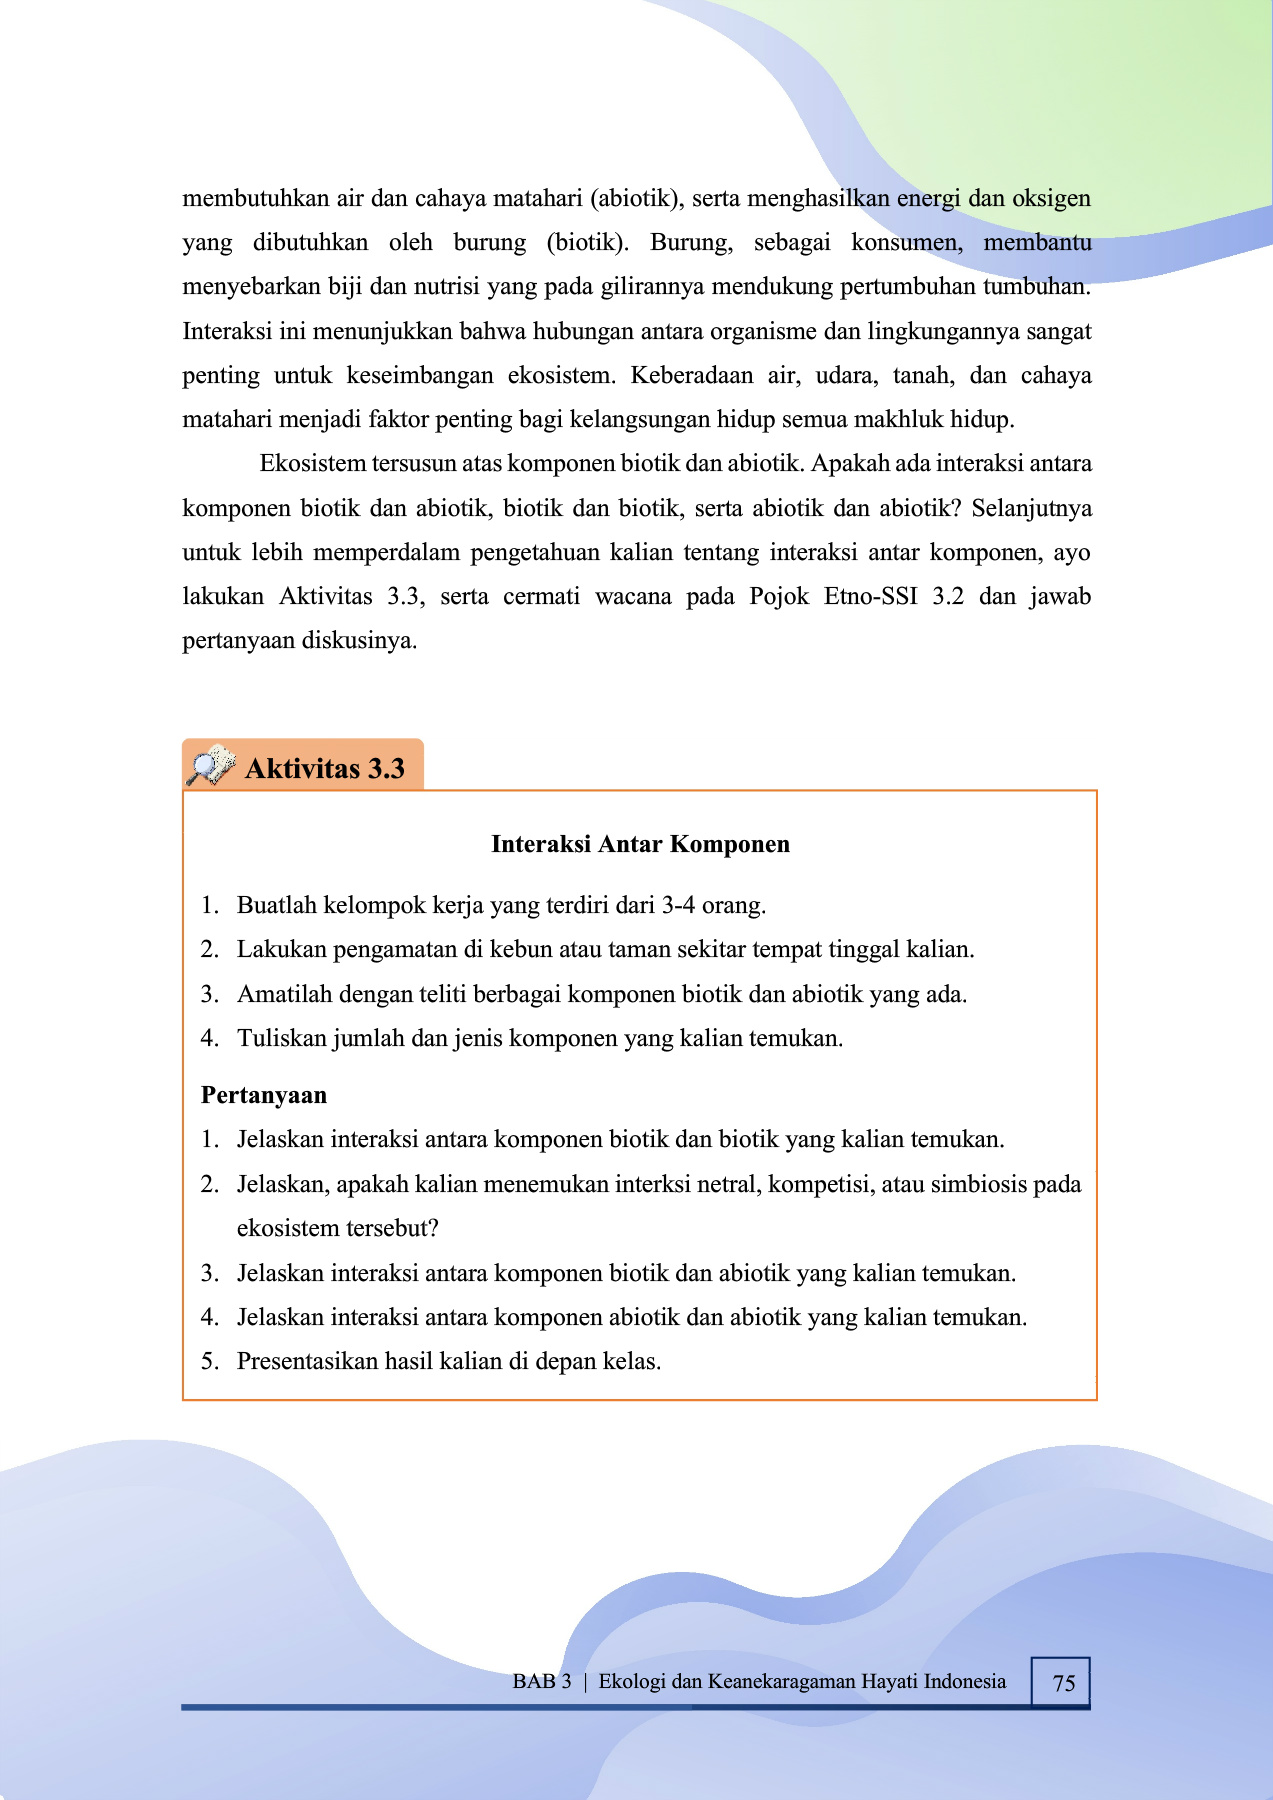 membutuhkan air dan cahaya matahari (abiotik), serta menghasilkan energi dan oksigen
yang dibutuhkan oleh burung (biotik). Burung, sebagai konsumen, membantu
menyebarkan biji dan nutrisi yang pada gilirannya mendukung pertumbuhan tumbuhan.
Interaksi ini menunjukkan bahwa hubungan antara organisme dan lingkungannya sangat
penting untuk keseimbangan ekosistem. Keberadaan air, udara, tanah, dan cahaya
matahari menjadi faktor penting bagi kelangsungan hidup semua makhluk hidup.
Ekosistem tersusun atas komponen biotik dan abiotik. Apakah ada interaksi antara
komponen biotik dan abiotik, biotik dan biotik, serta abiotik dan abiotik? Selanjutnya
untuk lebih memperdalam pengetahuan kalian tentang interaksi antar komponen, ayo
lakukan Aktivitas 3.3, serta cermati wacana pada Pojok Etno-SSI 3.2 dan jawab
pertanyaan diskusinya.
Aktivitas 3.3
Interaksi Antar Komponen
1. Buatlah kelompok kerja yang terdiri dari 3-4 orang.
2. Lakukan pengamatan di kebun atau taman sekitar tempat tinggal kalian.
3. Amatilah dengan teliti berbagai komponen biotik dan abiotik yang ada.
4. Tuliskan jumlah dan jenis komponen yang kalian temukan.
Pertanyaan
1. Jelaskan interaksi antara komponen biotik dan biotik yang kalian temukan.
2. Jelaskan, apakah kalian menemukan interksi netral, kompetisi, atau simbiosis pada
ekosistem tersebut?
3. Jelaskan interaksi antara komponen biotik dan abiotik yang kalian temukan.
4. Jelaskan interaksi antara komponen abiotik dan abiotik yang kalian temukan.
5. Presentasikan hasil kalian di depan kelas.
BAB 3 | Ekologi dan Keanekaragaman Hayati Indonesia 75